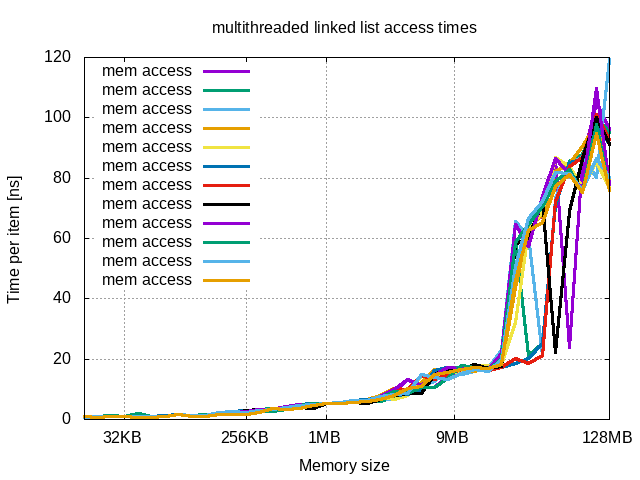 multithreaded linked list access times
120
100
80
60
40
20
0
Time per item [ns]
mem access
mem access
mem access
mem access
mem access
mem access
mem access
mem access
mem access
mem access
mem access
mem access
32KB 256KB 1MB 9MB 128MB
Memory size